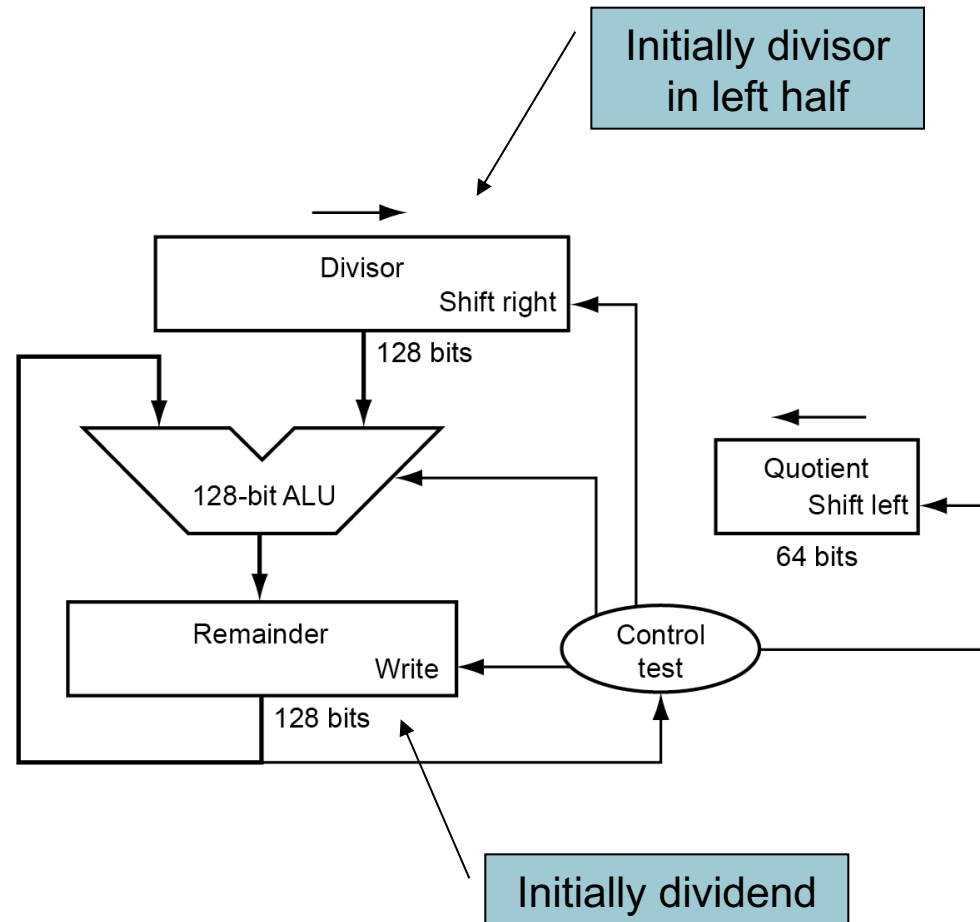 Initially divisor
in left half
Divisor
Shift right
128 bits
128-bit ALU
Quotient
Shift left
64 bits
Remainder
Write
128 bits
Control
test
Initially dividend